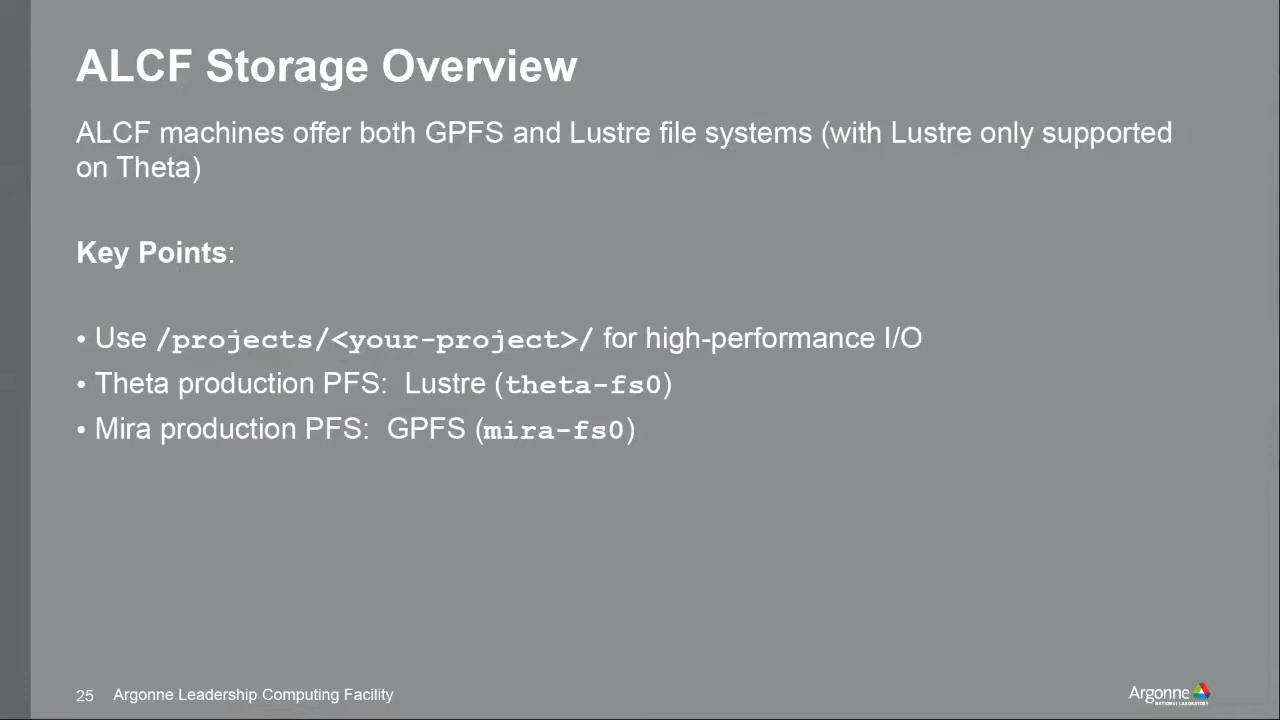 ALCF Storage Overview
ALCF machines offer both GPFS and Lustre file systems (with Lustre only supported
on Theta)
Key Points:
• Use /projects/<your-project>/ for high-performance I/O
• Theta production PFS:  Lustre (theta-fs0)
• Mira production PFS:  GPFS (mira-fs0)
25 Argonne Leadership Computing Facility
Argonne
NATIONAL LABORATORY